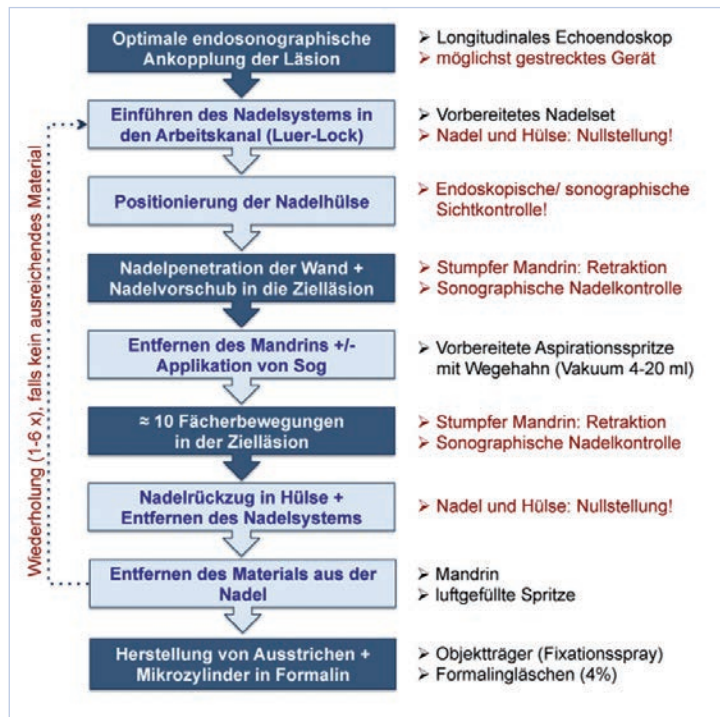 Optimale endosonographische
Ankopplung der Läsion
➢ Longitudinales Echoendoskop
➢ möglichst gestrecktes Gerät
Einführen des Nadelsystems in
den Arbeitskanal (Luer-Lock)
➢ Vorbereitetes Nadelset
➢ Nadel und Hülse: Nullstellung!
Positionierung der Nadelhülse
➢ Endoskopische/ sonographische
Sichtkontrolle!
Nadelpenetration der Wand +
Nadelvorschub in die Zielläsion
➢ Stumpfer Mandrin: Retraktion
➢ Sonographische Nadelkontrolle
Entfernen des Mandrins +/-
Applikation von Sog
➢ Vorbereitete Aspirationsspritze
mit Wegehahn (Vakuum 4-20 ml)
≈ 10 Fächerbewegungen
in der Zielläsion
➢ Stumpfer Mandrin: Retraktion
➢ Sonographische Nadelkontrolle
Nadelrückzug in Hülse +
Entfernen des Nadelsystems
➢ Nadel und Hülse: Nullstellung!
Entfernen des Materials aus der
Nadel
➢ Mandrin
➢ luftgefüllte Spritze
Herstellung von Ausstrichen +
Mikrozylinder in Formalin
➢ Objektträger (Fixationsspray)
➢ Formalingläschen (4%)
Wiederholung (1-6 x), falls kein ausreichendes Material